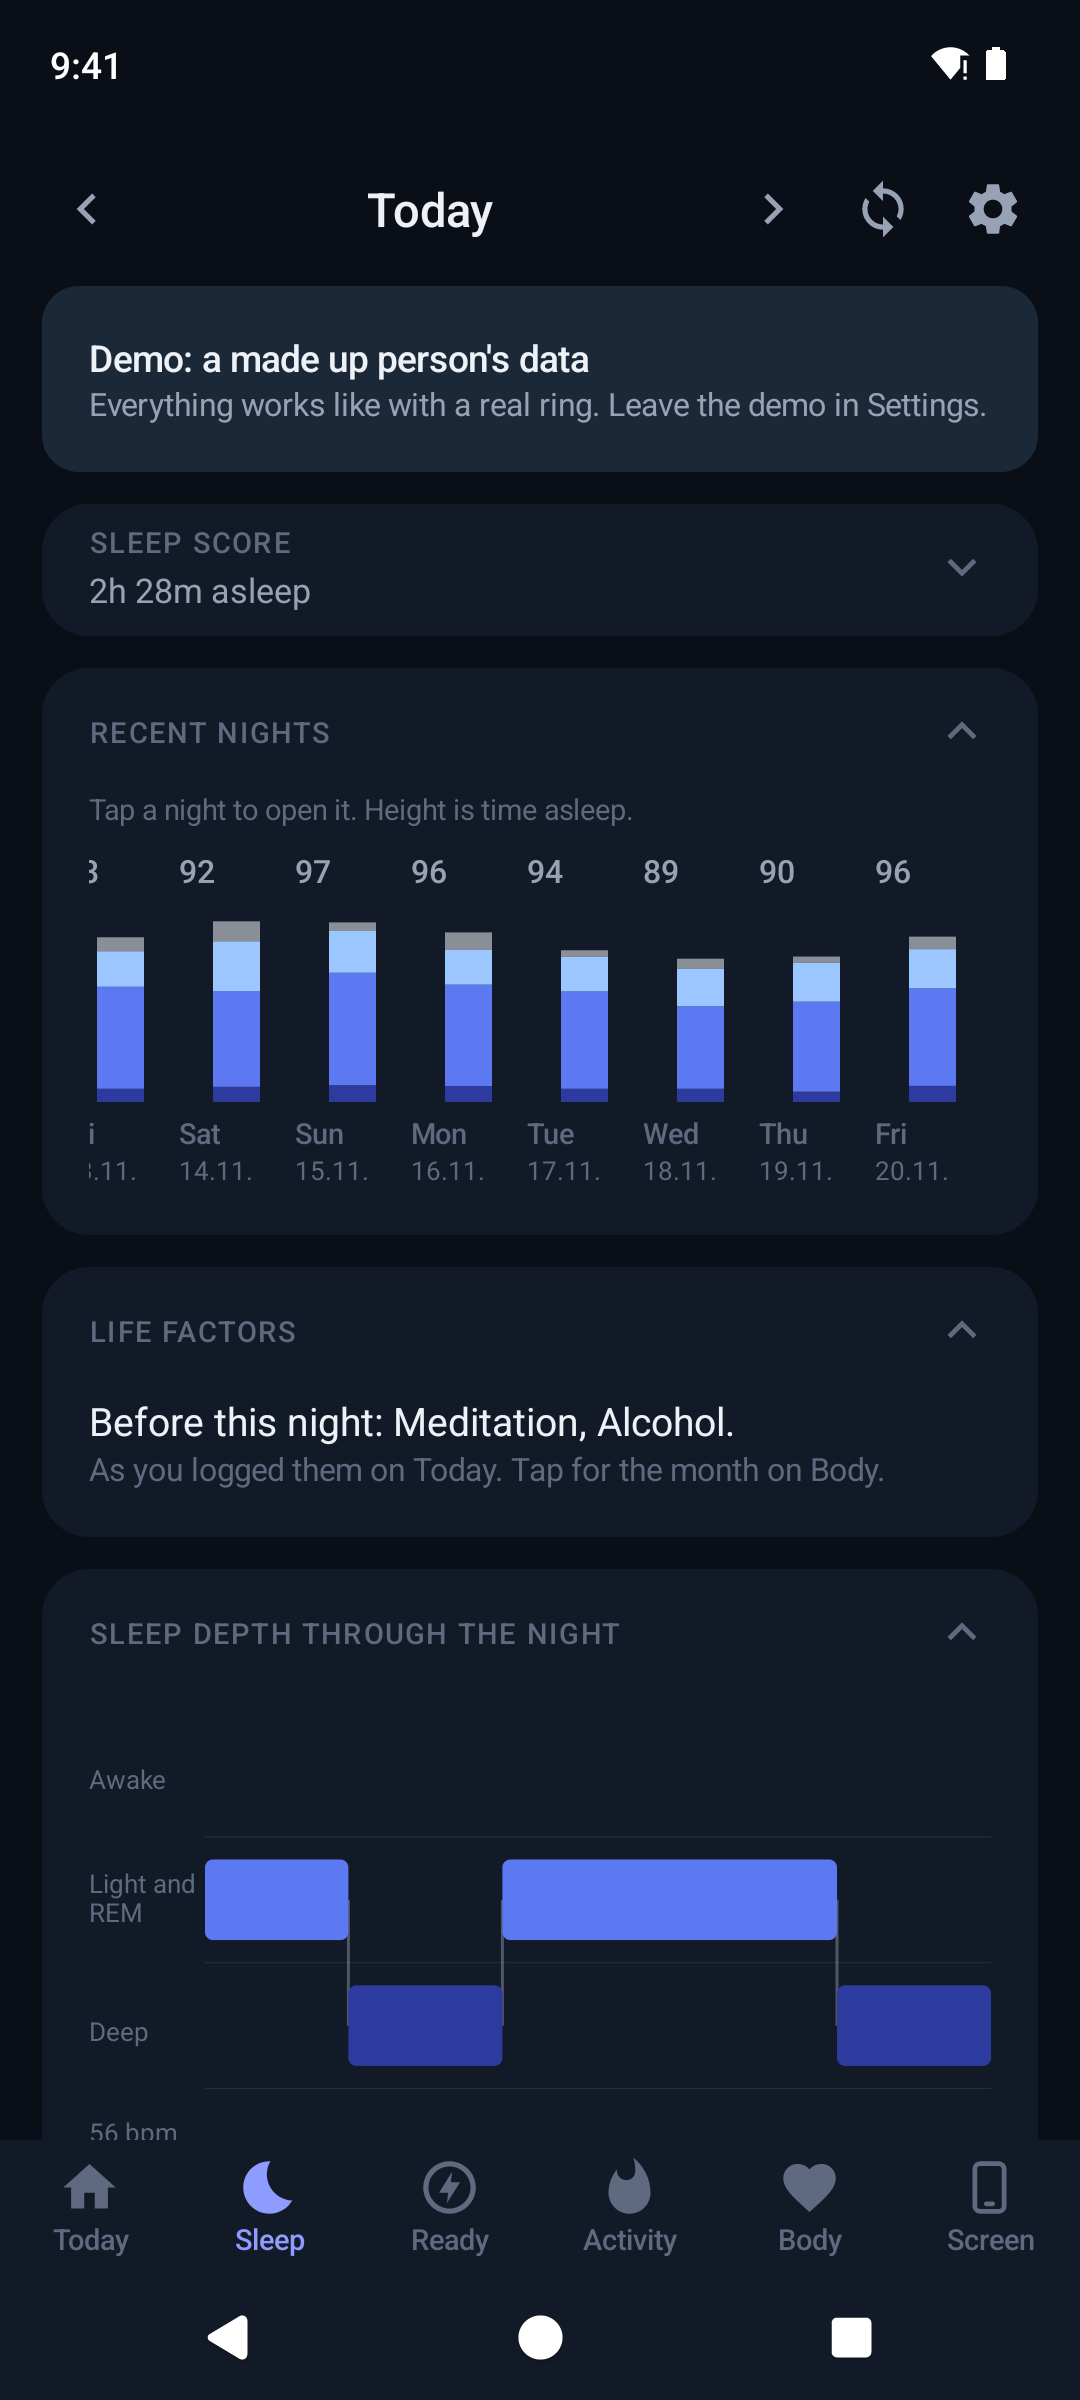 9:41
Today
Demo: a made up person's data
Everything works like with a real ring. Leave the demo in Settings.
SLEEP SCORE
2h 28m asleep
RECENT NIGHTS
Tap a night to open it. Height is time asleep.
92 97 96 94 89 90 96
Sat Sun Mon Tue Wed Thu Fri
.11. 14.11. 15.11. 16.11. 17.11. 18.11. 19.11. 20.11.
LIFE FACTORS
Before this night: Meditation, Alcohol.
As you logged them on Today. Tap for the month on Body.
SLEEP DEPTH THROUGH THE NIGHT
Awake
Light and
REM
Deep
56 bpm
Today Sleep Ready Activity Body Screen